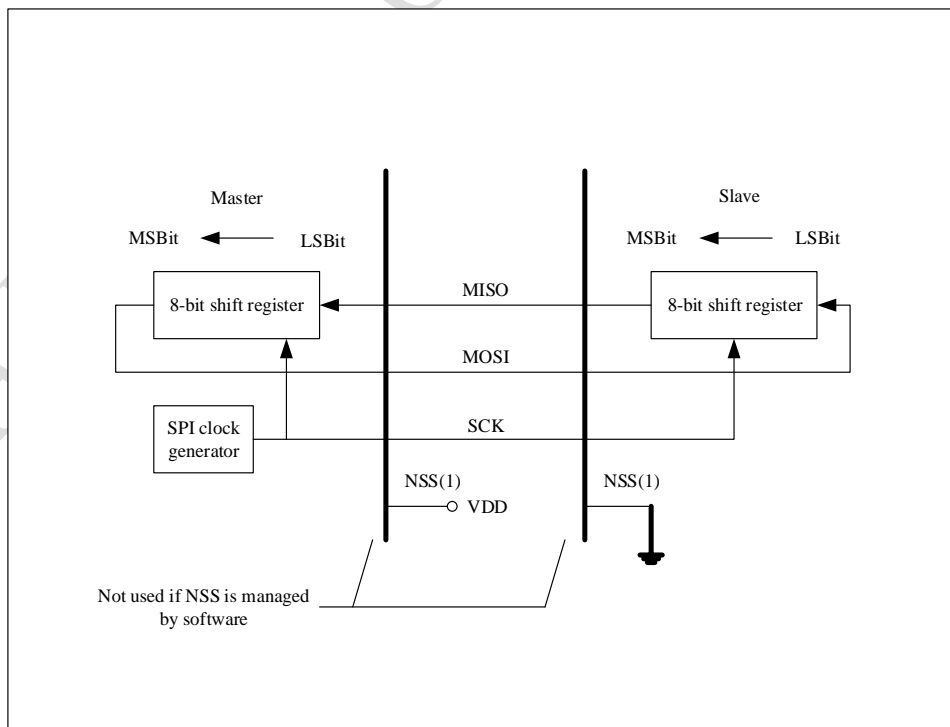 Master
Slave
MSBit
LSBit
MSBit
LSBit
8-bit shift register
MISO
8-bit shift register
MOSI
SPI clock
generator
SCK
NSS(1)
NSS(1)
VDD
Not used if NSS is managed
by software